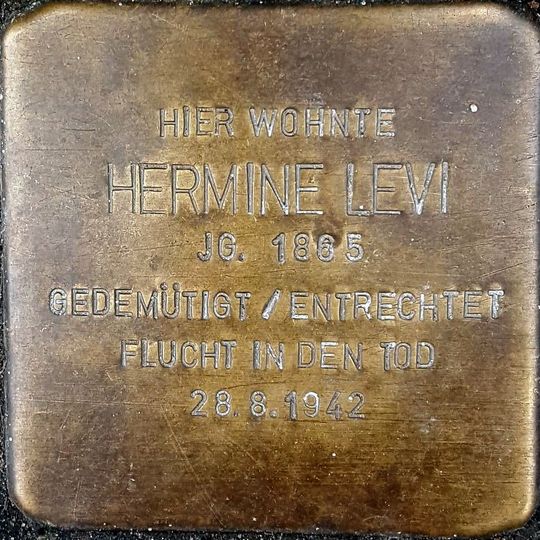 HIER WOHNTE
HERMINE LEVI
JG. 1865
GEDEMÜTIGT / ENTRECHTET
FLUCHT IN DEN TOD
28.8.1942